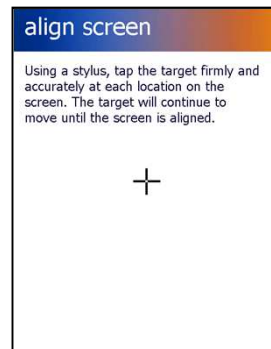 align screen
Using a stylus, tap the target firmly and
accurately at each location on the
screen. The target will continue to
move until the screen is aligned.